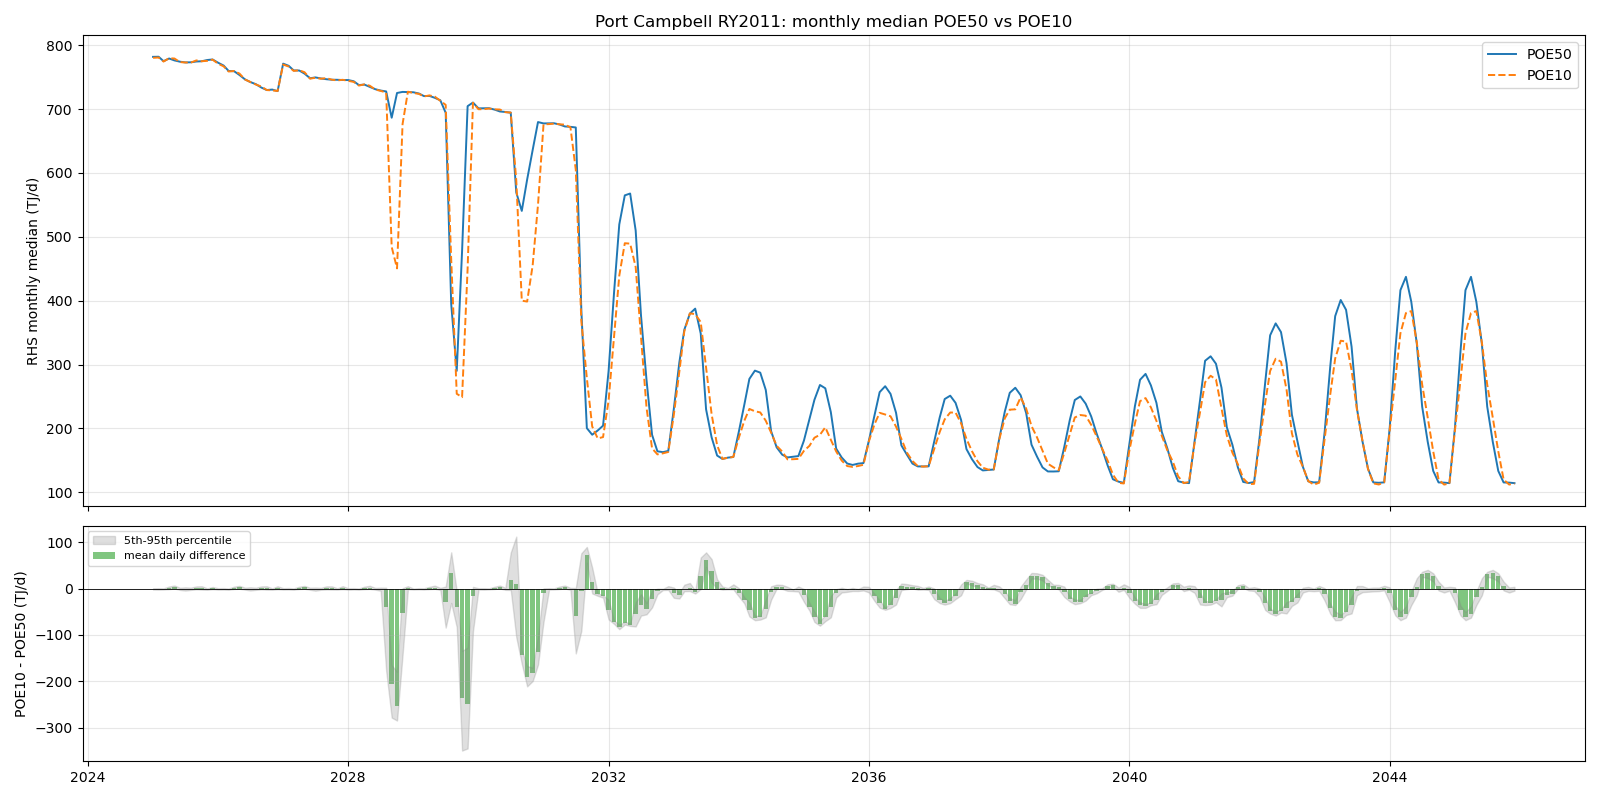 Port Campbell RY2011: monthly median POE50 vs POE10
RHS monthly median (TJ/d)
800
700
600
500
400
300
200
100
POE50
POE10
POE10 - POE50 (TJ/d)
100
0
−100
−200
−300
5th-95th percentile
mean daily difference
2024
2028
2032
2036
2040
2044